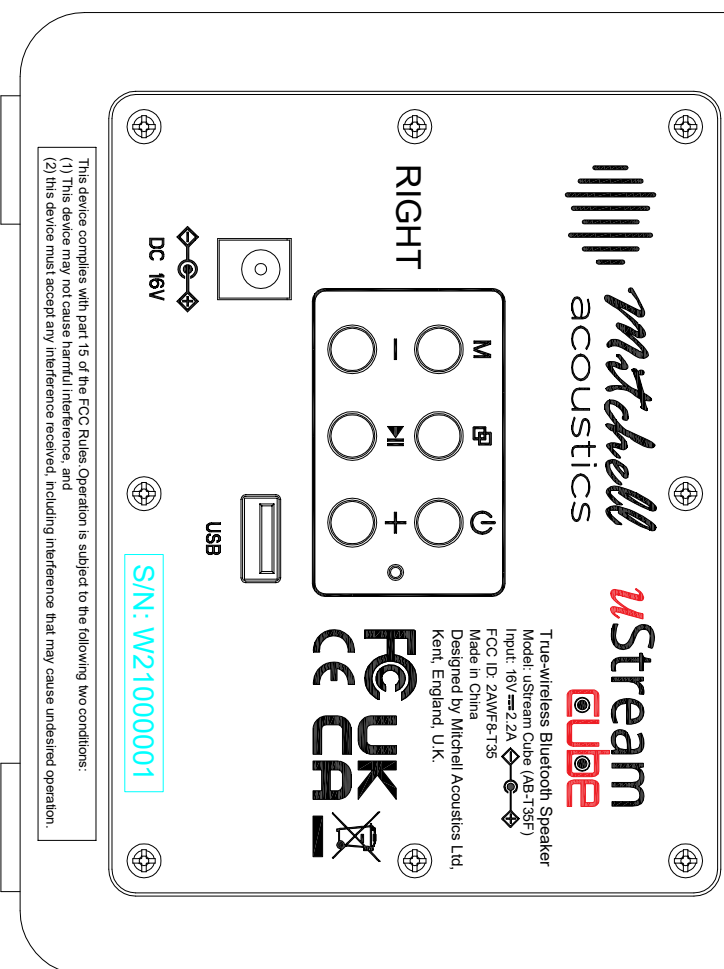 Mitchell
acoustics
uStream
cube
RIGHT
M
DC 16V
USB
True-wireless Bluetooth Speaker
Model: uStream Cube (AB-T35F)
Input: 16V⎓2.2A
FCC ID: 2AWF8-T35
Made in China
Designed by Mitchell Acoustics Ltd,
Kent, England, U.K.
FC
CE
UK
CA
S/N: W21000001
This device complies with part 15 of the FCC Rules.Operation is subject to the following two conditions:
(1) This device may not cause harmful interference, and
(2) this device must accept any interference received, including interference that may cause undesired operation.